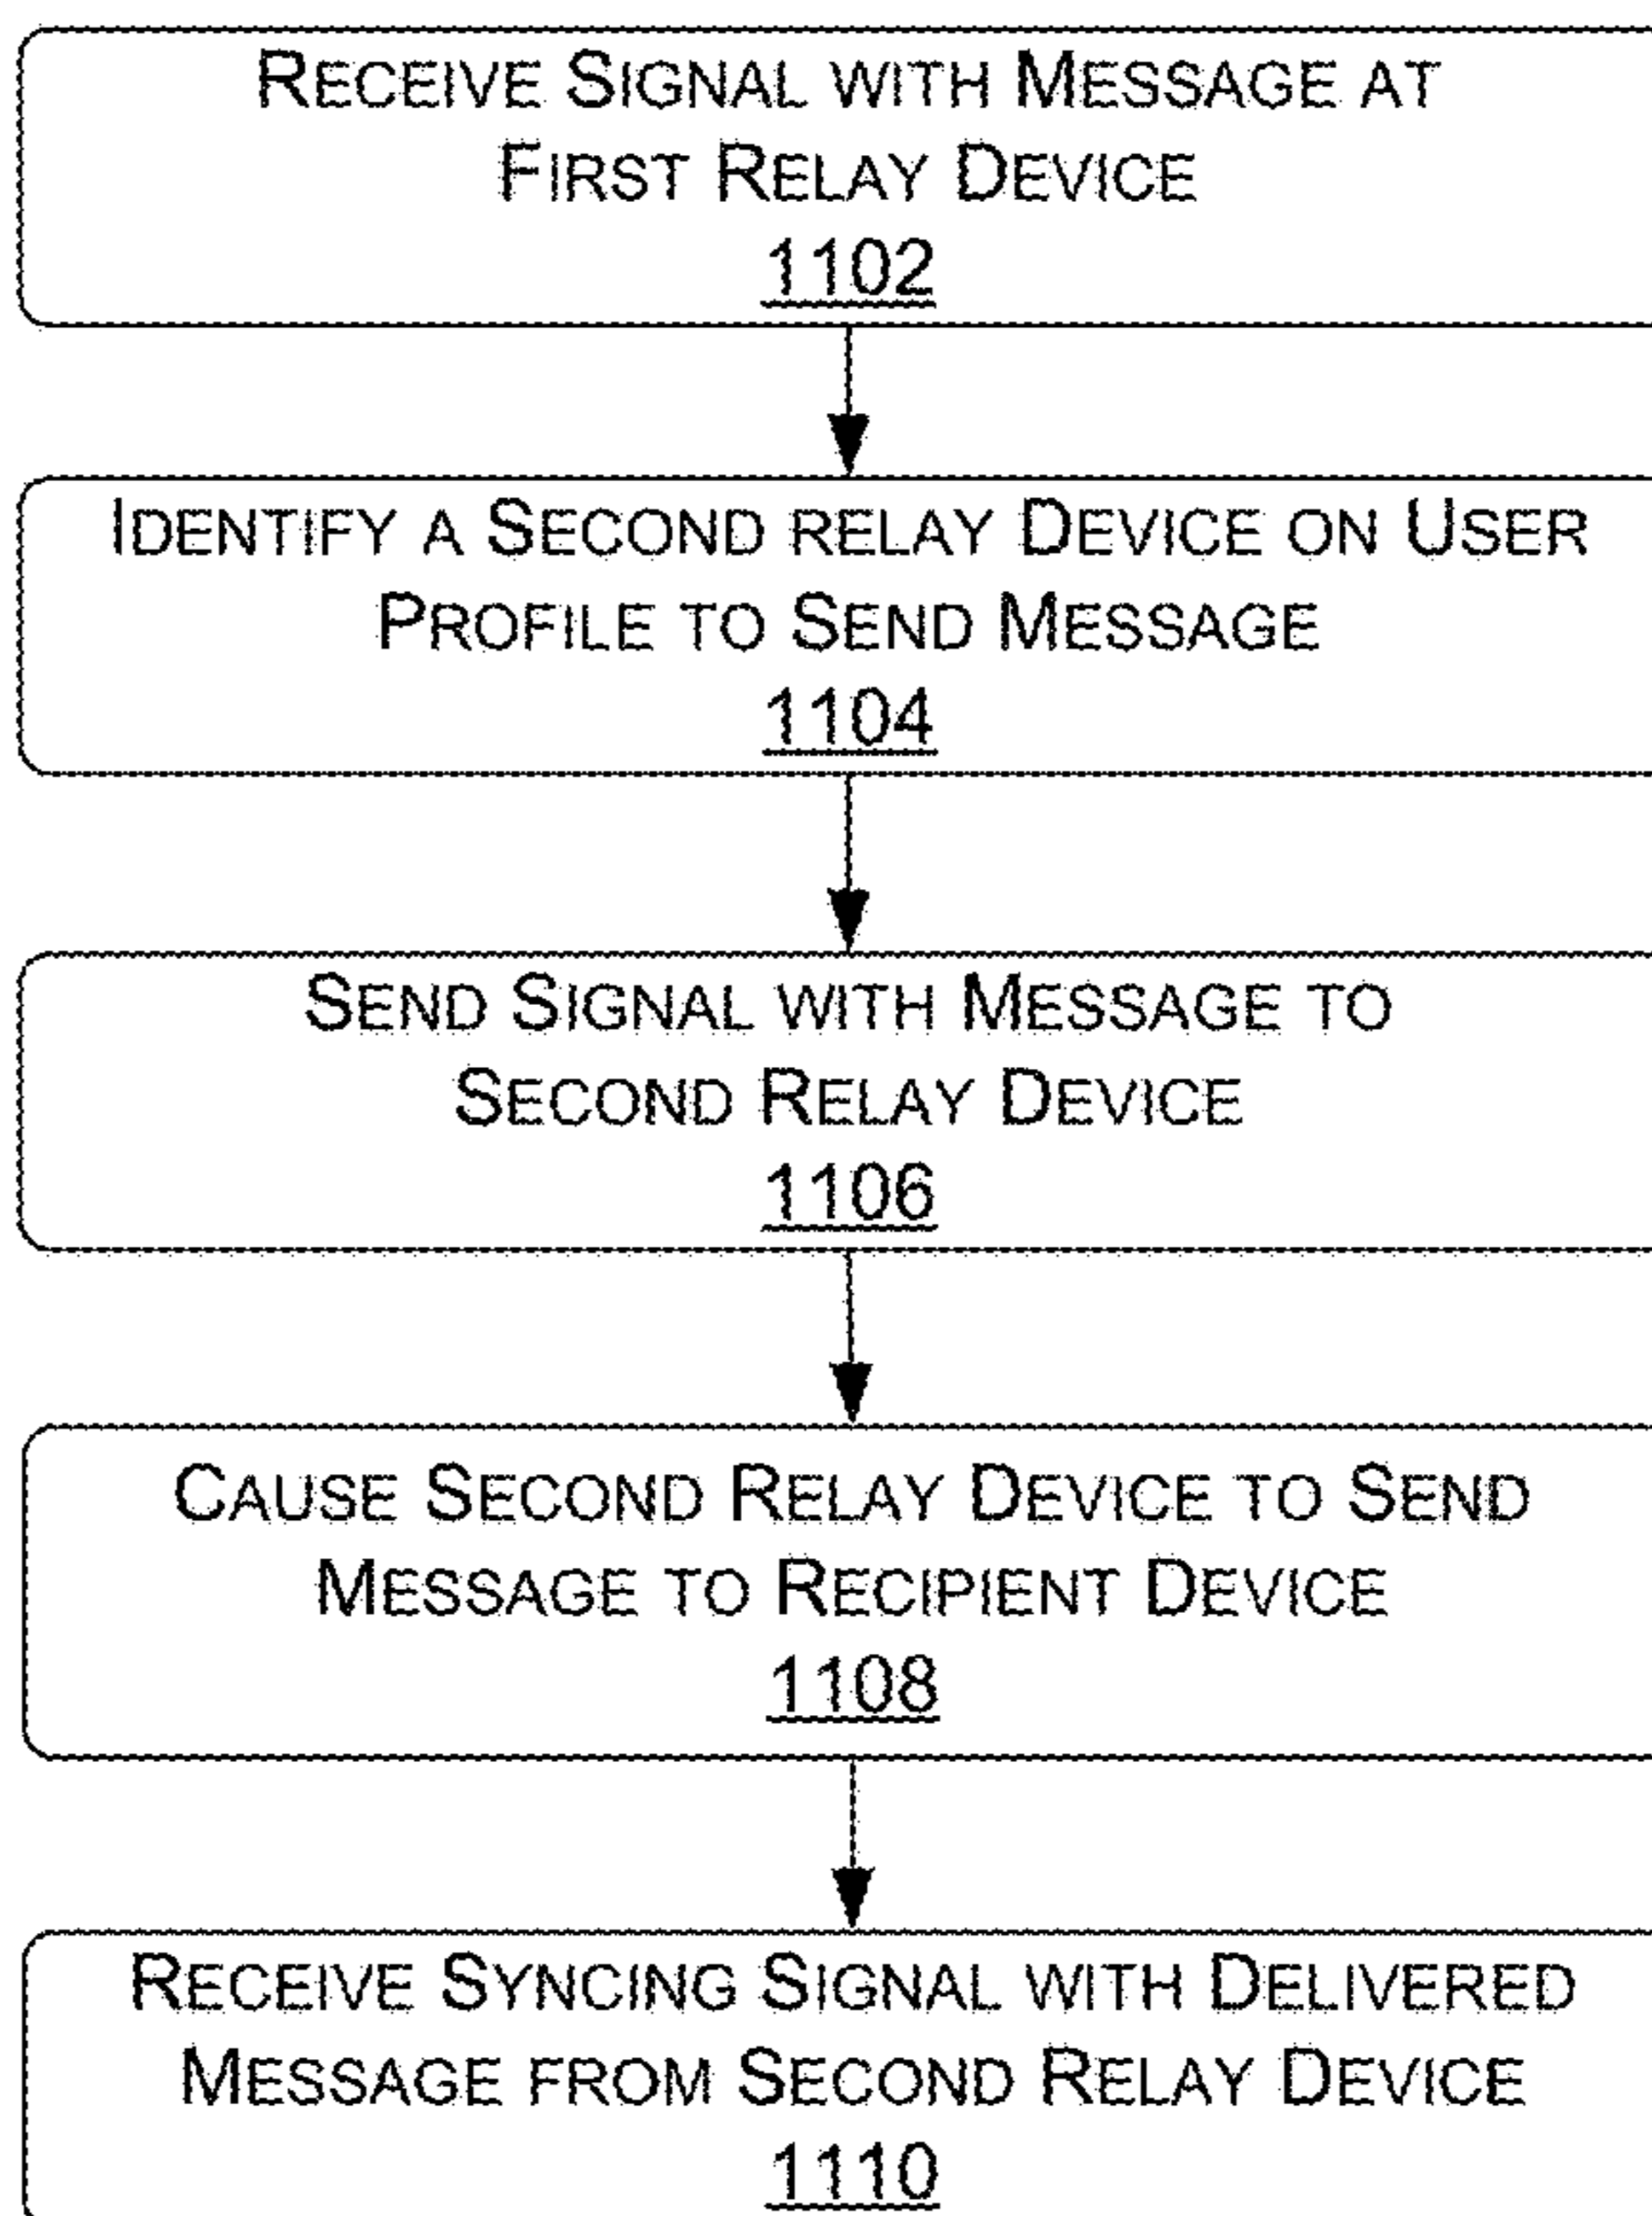 RECEIVE SIGNAL WITH MESSAGE AT
FIRST RELAY DEVICE
1102
IDENTIFY A SECOND RELAY DEVICE ON USER
PROFILE TO SEND MESSAGE
1104
SEND SIGNAL WITH MESSAGE TO
SECOND RELAY DEVICE
1106
CAUSE SECOND RELAY DEVICE TO SEND
MESSAGE TO RECIPIENT DEVICE
1108
RECEIVE SYNCING SIGNAL WITH DELIVERED
MESSAGE FROM SECOND RELAY DEVICE
1110